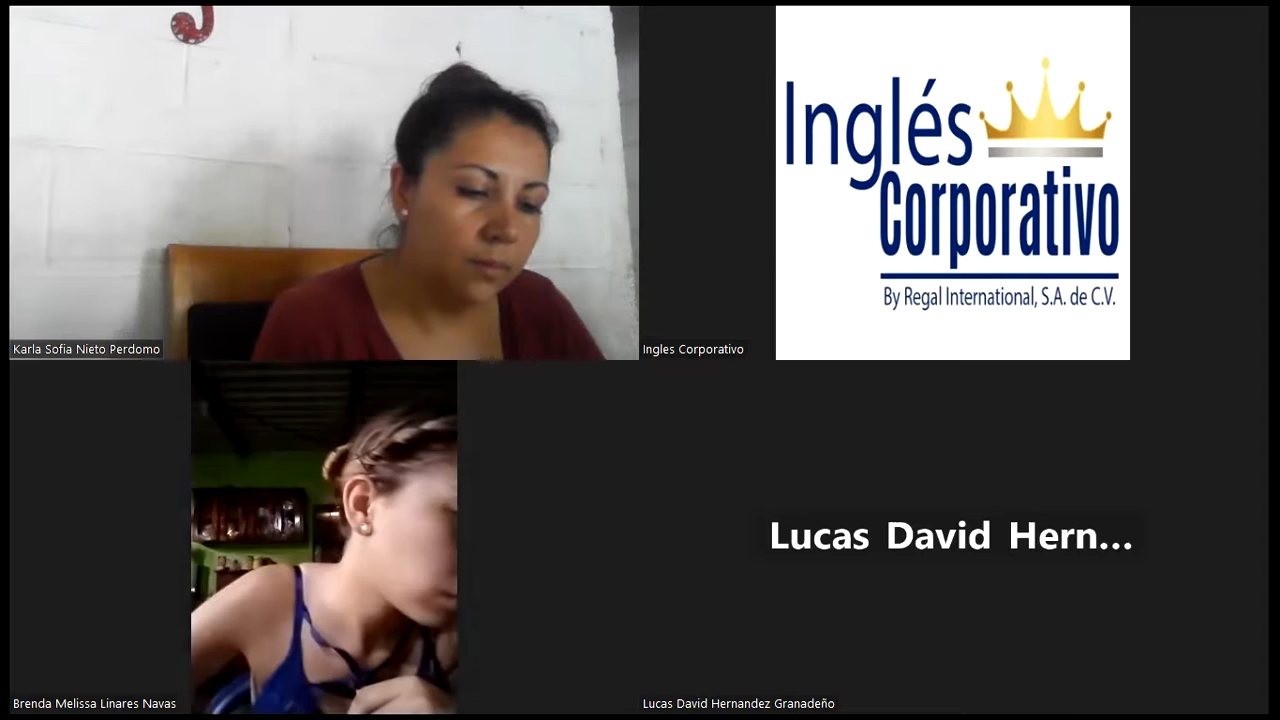 Inglés
Corporativo
By Regal International, S.A. de C.V.
Karla Sofia Nieto Perdomo
Ingles Corporativo
Lucas David Hern...
Brenda Melissa Linares Navas
Lucas David Hernandez Granadeño